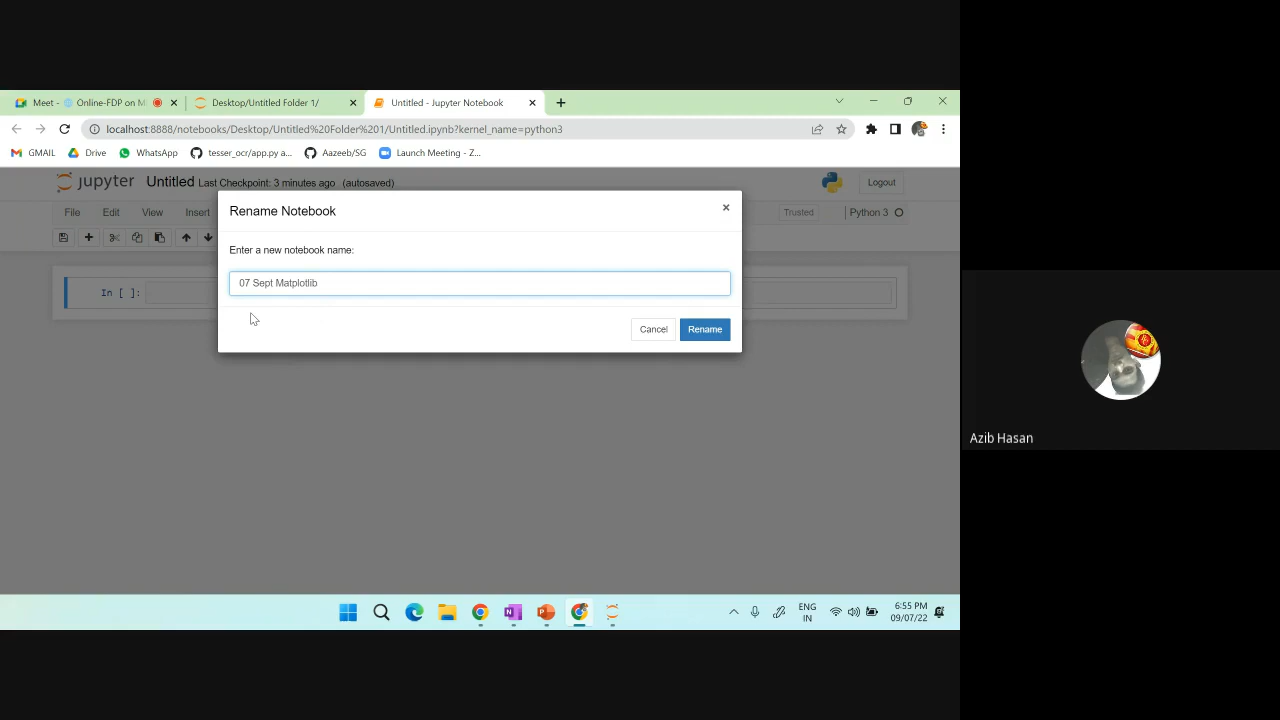 Meet - Online-FDP on M
Desktop/Untitled Folder 1/
Untitled - Jupyter Notebook
localhost:8888/notebooks/Desktop/Untitled%20Folder%201/Untitled.ipynb?kernel_name=python3
GMAIL
Drive
WhatsApp
tesser_ocr/app.py a...
Aazeeb/SG
Launch Meeting - Z...
jupyter Untitled Last Checkpoint: 3 minutes ago (autosaved)
Logout
File
Edit
View
Insert
Trusted
Python 3
Rename Notebook
Enter a new notebook name:
07 Sept Matplotlib
In [ ]:
Cancel
Rename
Azib Hasan
ENG
IN
6:55 PM
09/07/22